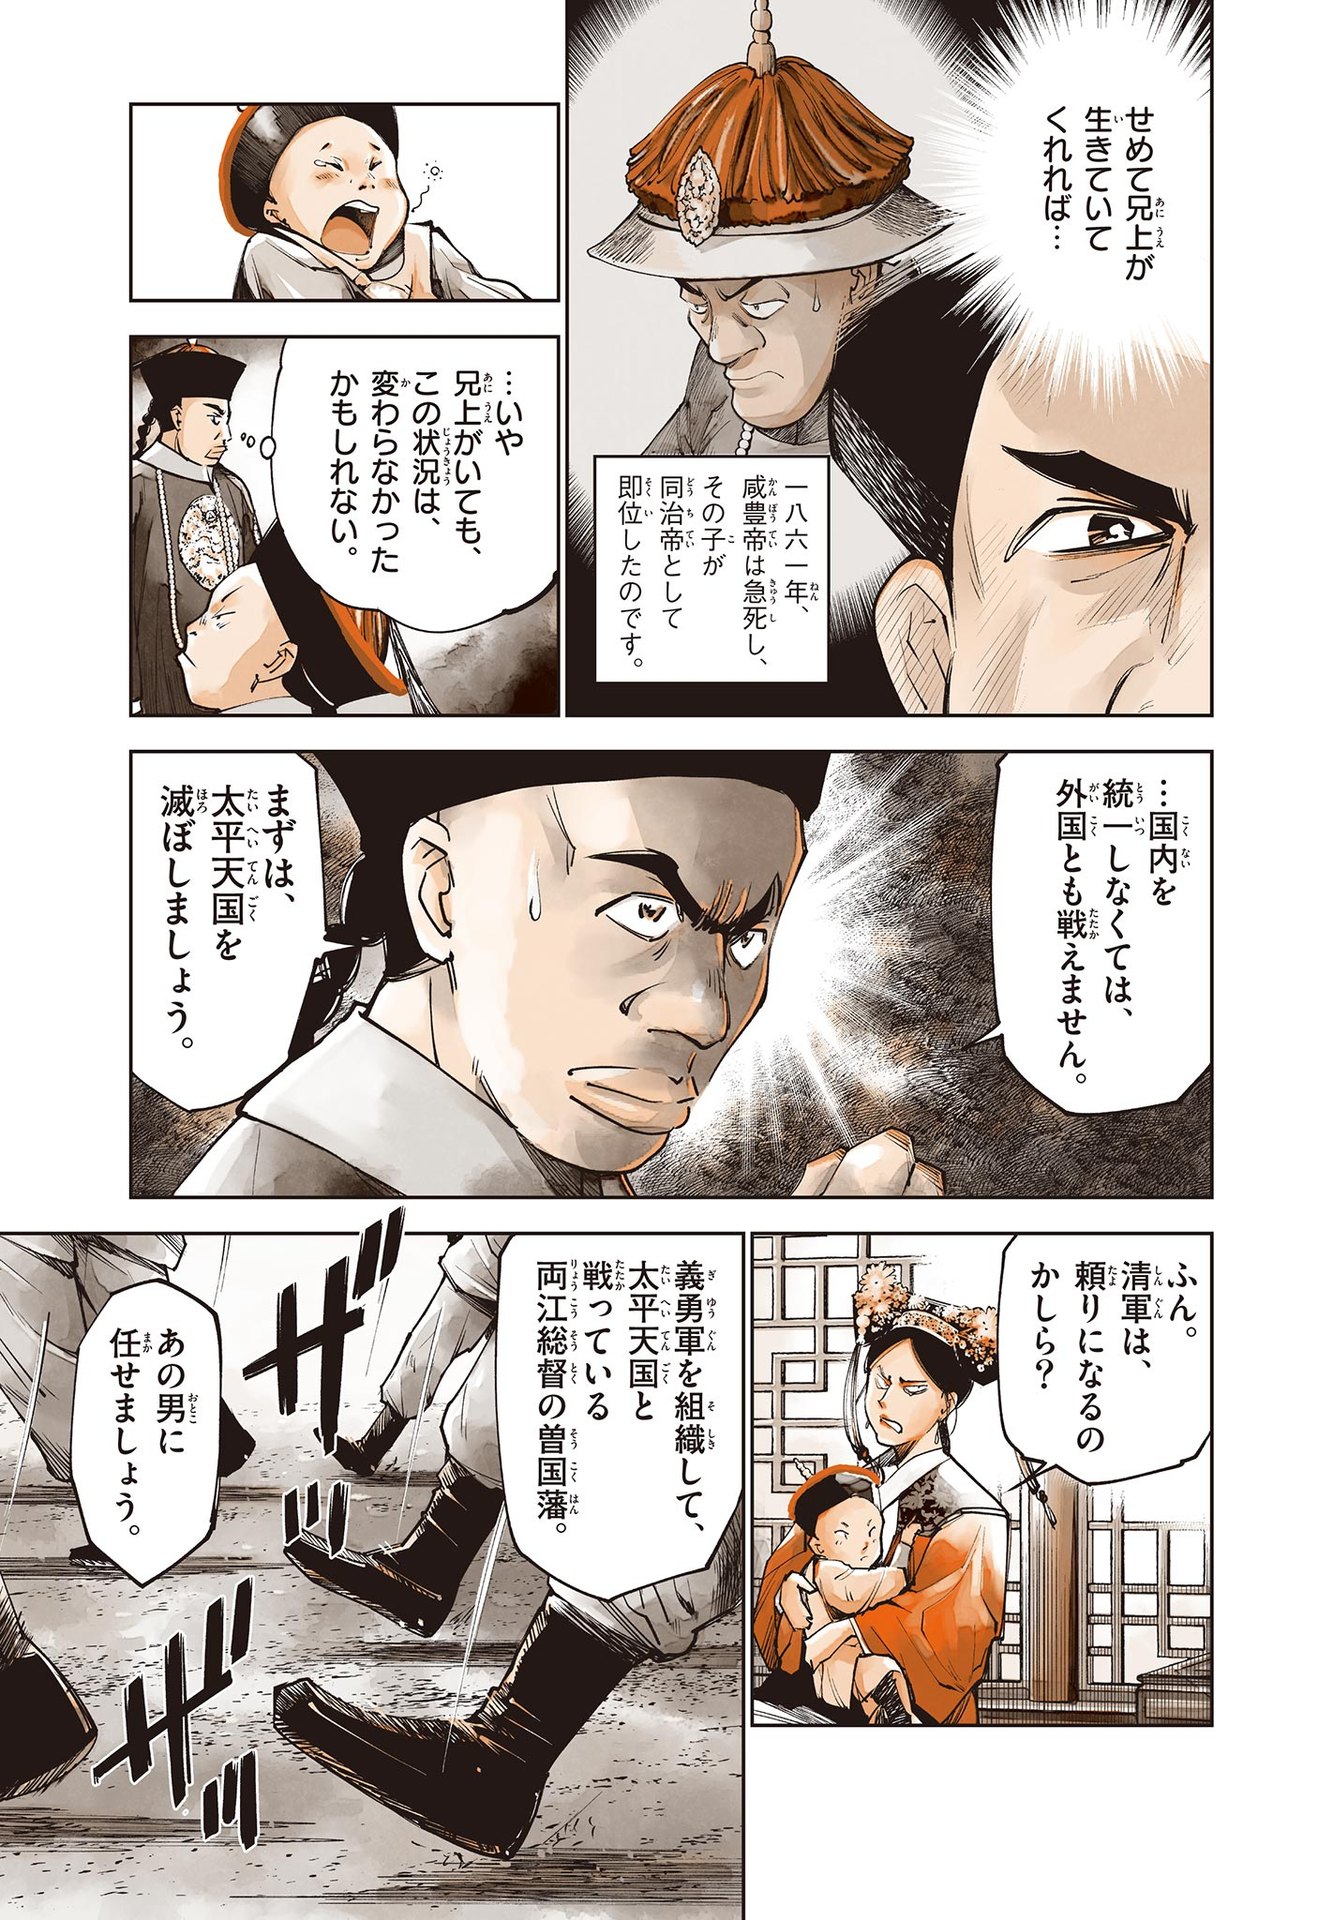 せめて兄上が
生きていて
くれれば…
一八六一年、
咸豊帝は急死し、
その子が
同治帝として
即位したのです。
…いや
兄上がいても、
この状況は、
変わらなかった
かもしれない。
…国内を
統一しなくては、
外国とも戦えません。
まずは、
太平天国を
滅ぼしましょう。
ふん。
清軍は、
頼りになるの
かしら？
義勇軍を組織して、
太平天国と
戦っている
両江総督の曽国藩。
あの男に
任せましょう。
ザッ
ザッ